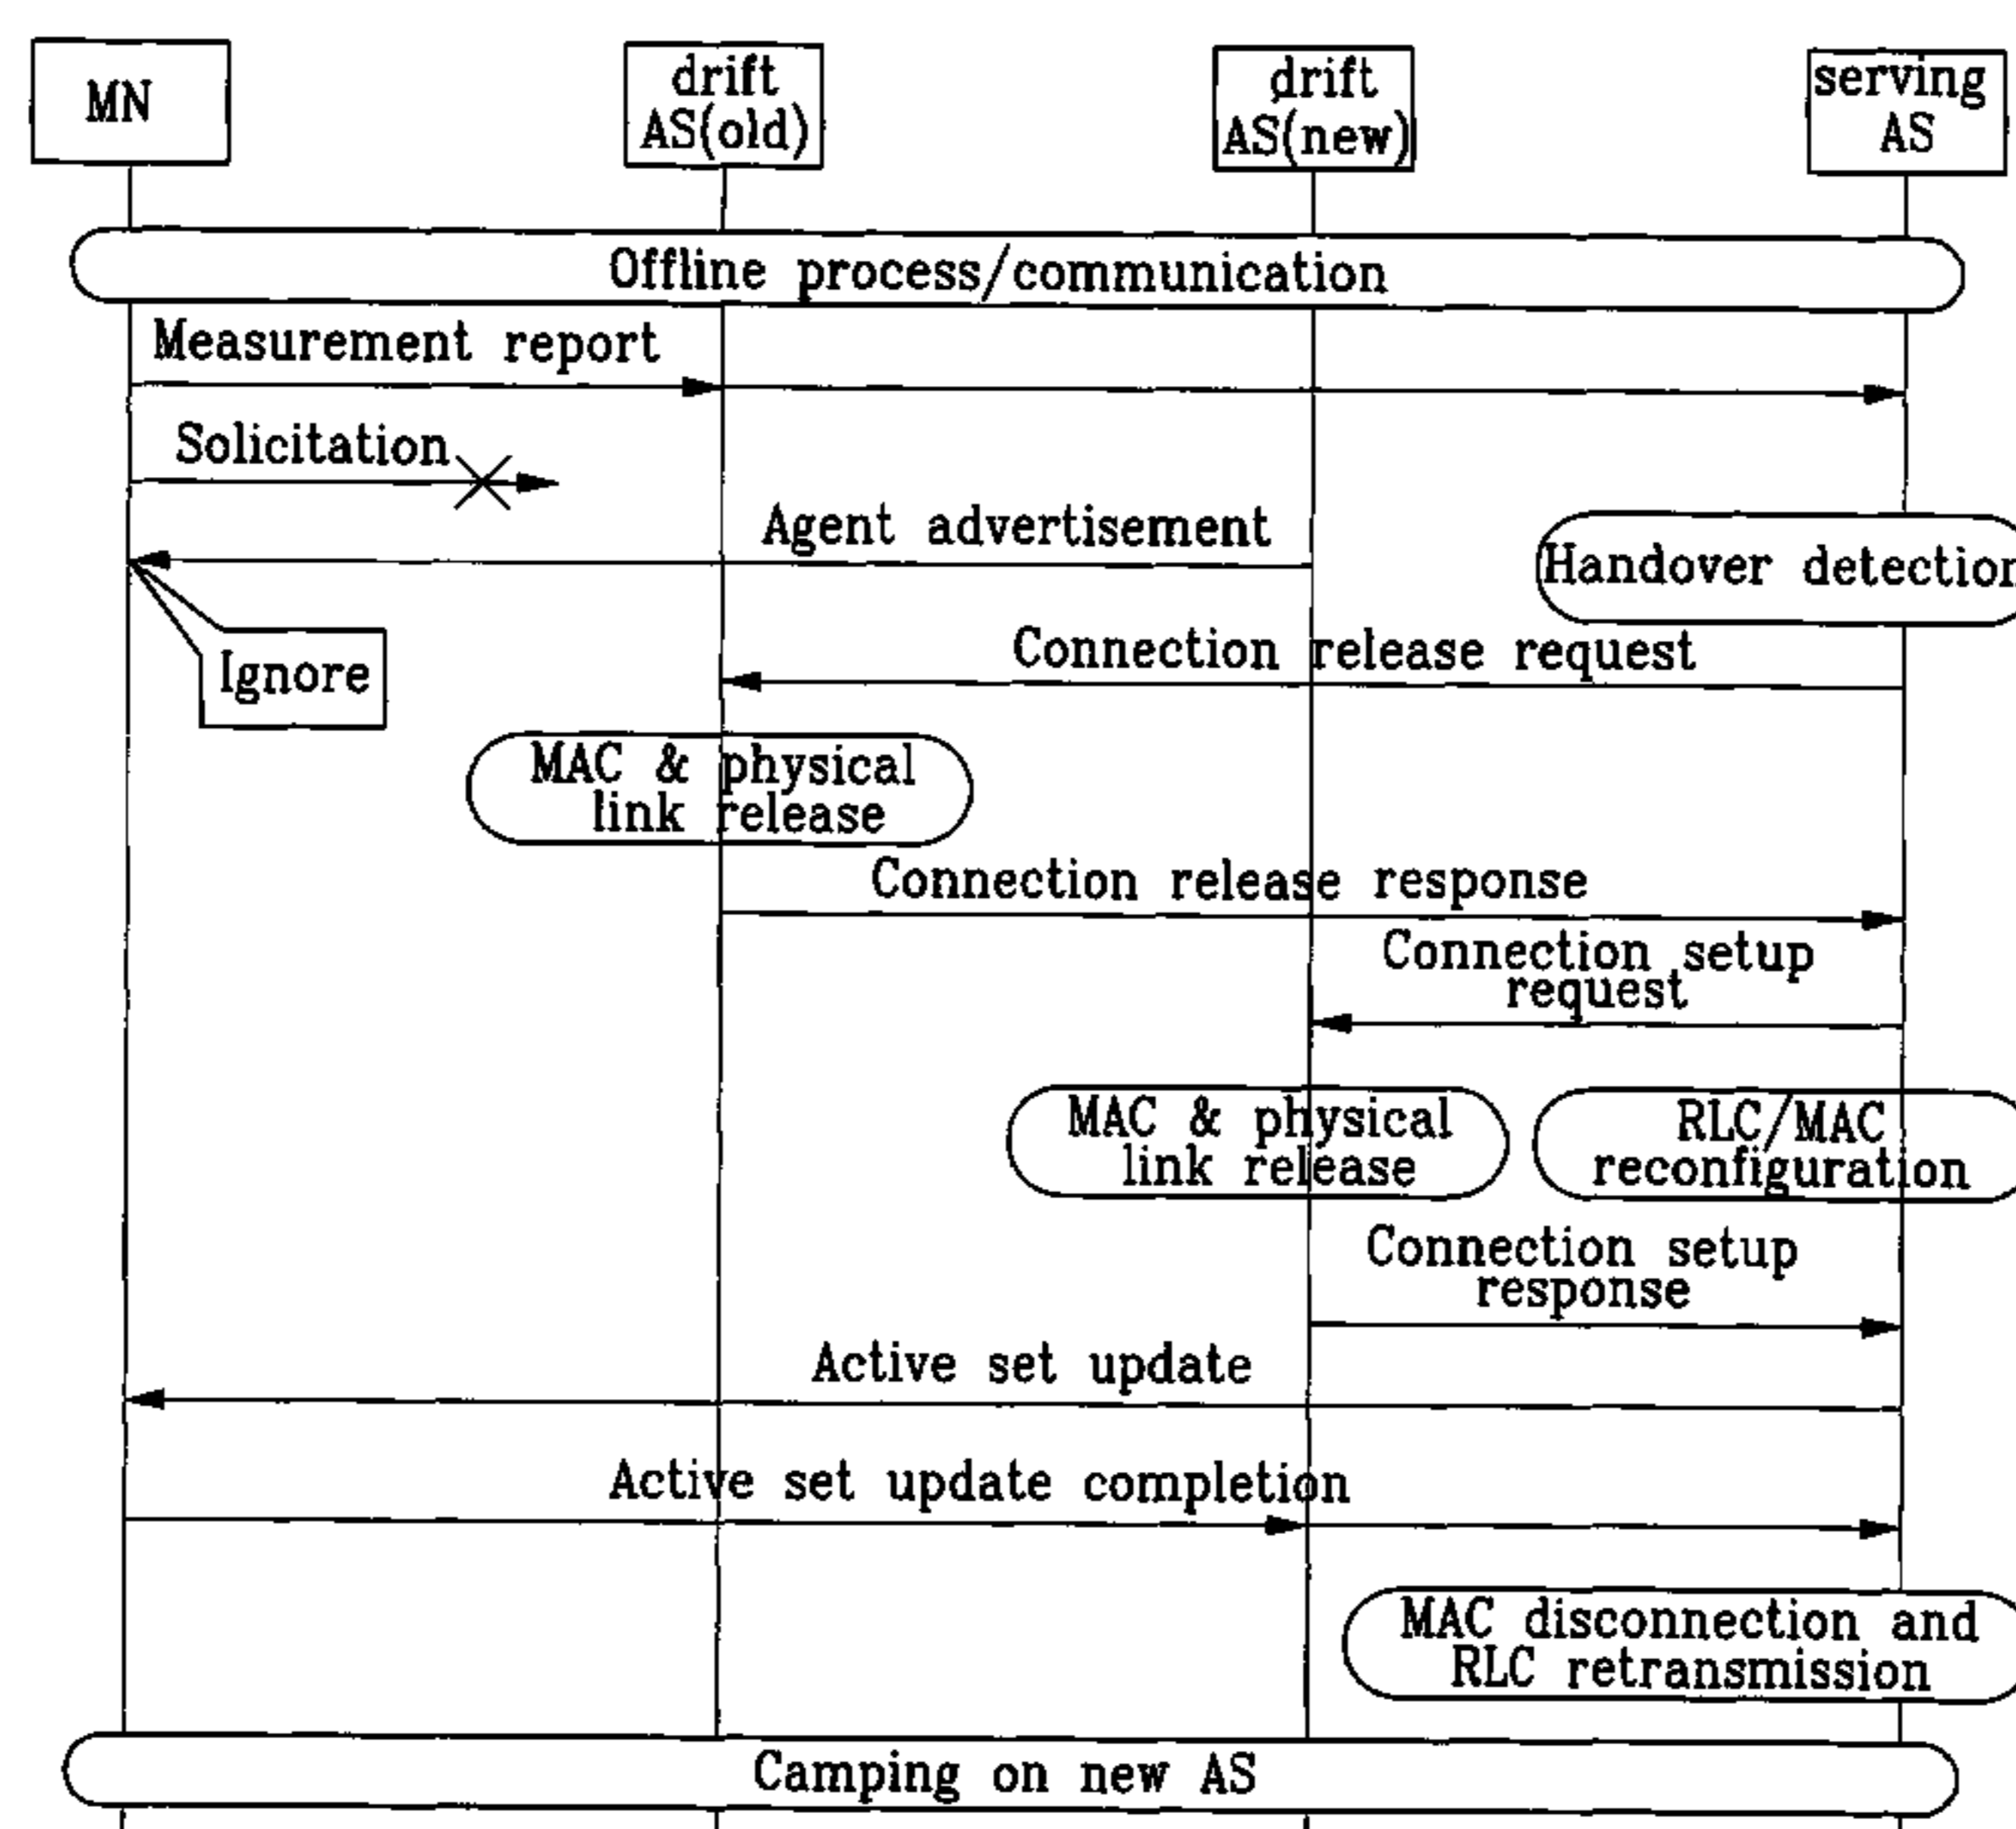 MN
drift
AS(old)
drift
AS(new)
serving
AS
Offline process/communication
Measurement report
Solicitation
Agent advertisement
Handover detection
Ignore
Connection release request
MAC & physical
link release
Connection release response
Connection setup
request
MAC & physical
link release
RLC/MAC
reconfiguration
Connection setup
response
Active set update
Active set update completion
MAC disconnection and
RLC retransmission
Camping on new AS